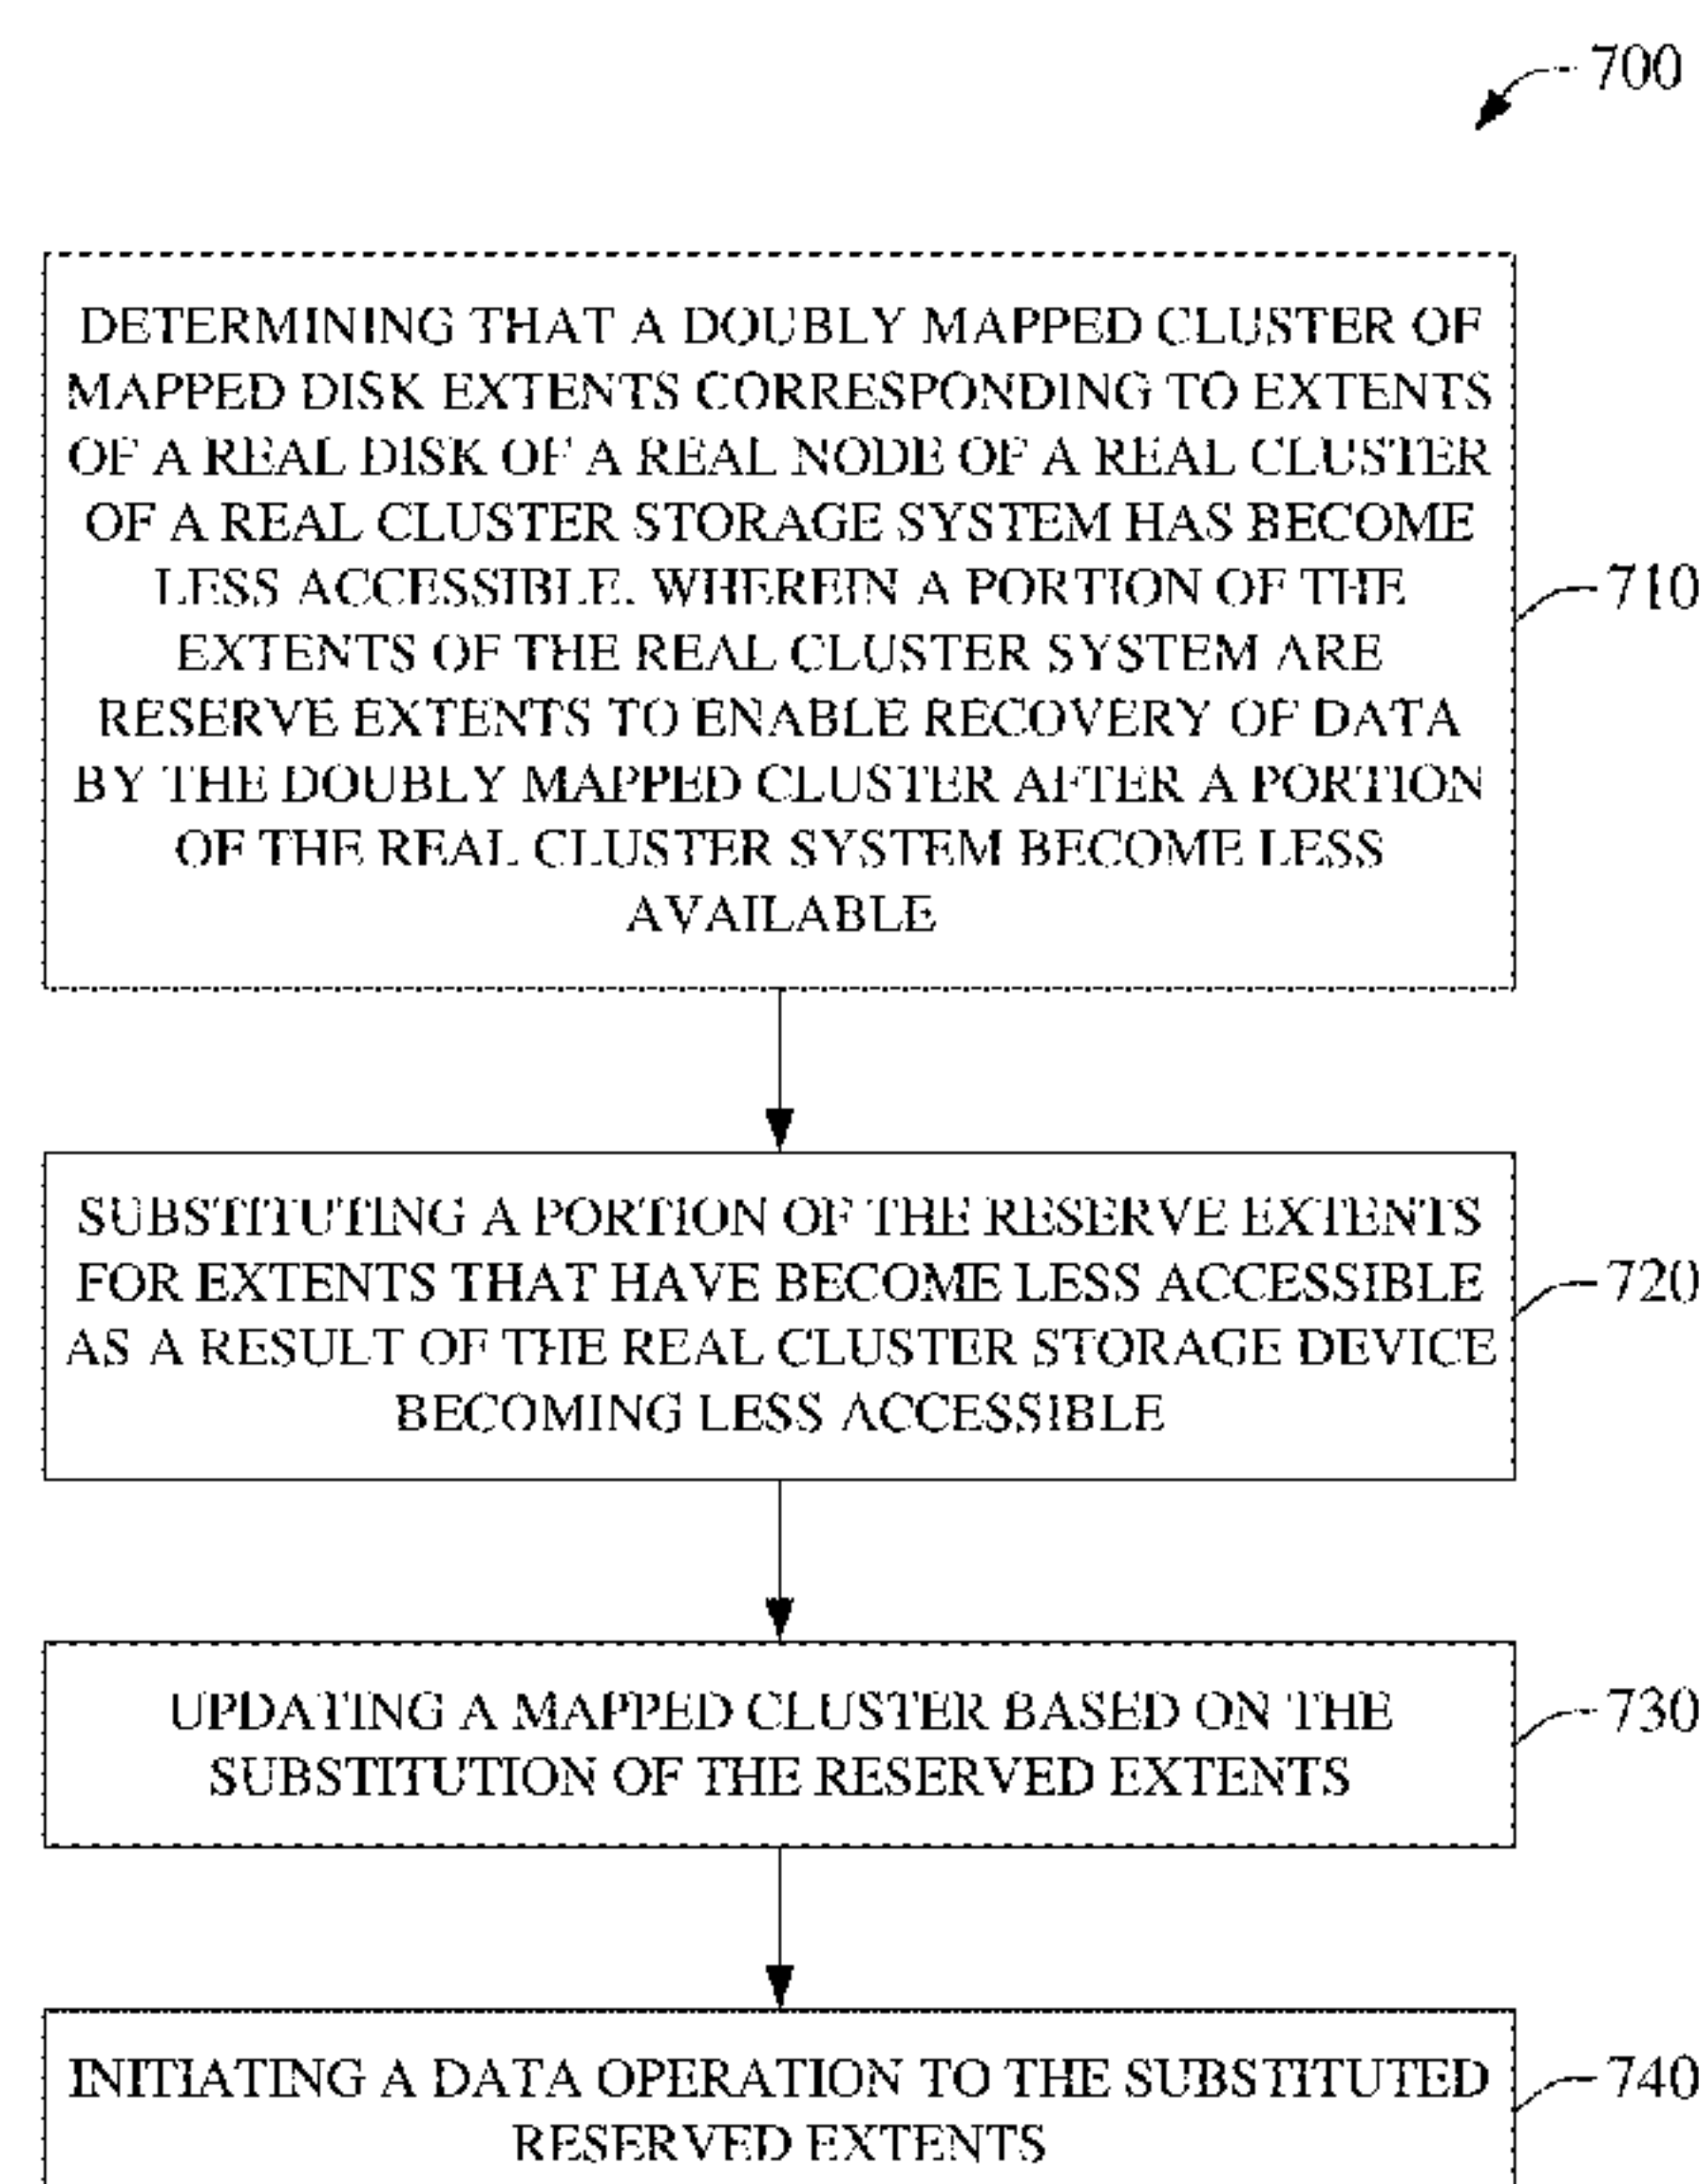 700
DETERMINING THAT A DOUBLY MAPPED CLUSTER OF
MAPPED DISK EXTENTS CORRESPONDING TO EXTENTS
OF A REAL DISK OF A REAL NODE OF A REAL CLUSTER
OF A REAL CLUSTER STORAGE SYSTEM HAS BECOME
LESS ACCESSIBLE, WHEREIN A PORTION OF THE
EXTENTS OF THE REAL CLUSTER SYSTEM ARE
RESERVE EXTENTS TO ENABLE RECOVERY OF DATA
BY THE DOUBLY MAPPED CLUSTER AFTER A PORTION
OF THE REAL CLUSTER SYSTEM BECOME LESS
AVAILABLE
710
SUBSTITUTING A PORTION OF THE RESERVE EXTENTS
FOR EXTENTS THAT HAVE BECOME LESS ACCESSIBLE
AS A RESULT OF THE REAL CLUSTER STORAGE DEVICE
BECOMING LESS ACCESSIBLE
720
UPDATING A MAPPED CLUSTER BASED ON THE
SUBSTITUTION OF THE RESERVED EXTENTS
730
INITIATING A DATA OPERATION TO THE SUBSTITUTED
RESERVED EXTENTS
740